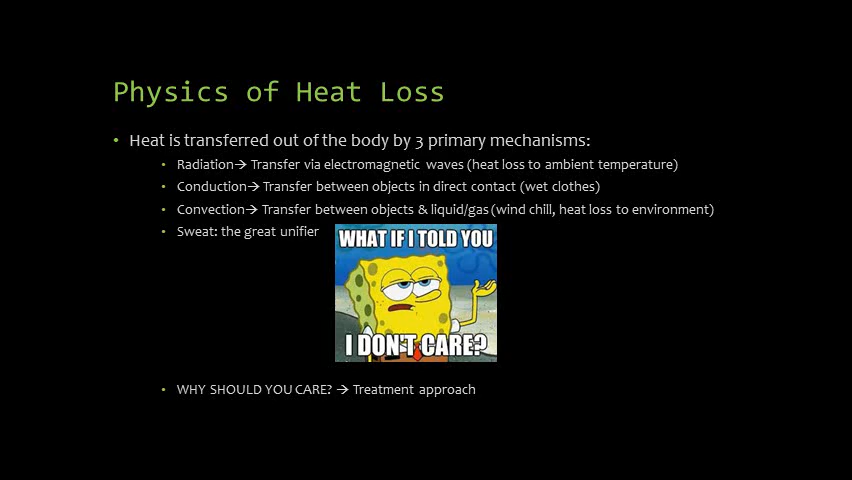 Physics of Heat Loss
• Heat is transferred out of the body by 3 primary mechanisms:
• Radiation→ Transfer via electromagnetic waves (heat loss to ambient temperature)
• Conduction→ Transfer between objects in direct contact (wet clothes)
• Convection→ Transfer between objects & liquid/gas (wind chill, heat loss to environment)
• Sweat: the great unifier
WHAT IF I TOLD YOU
I DON'T CARE?
• WHY SHOULD YOU CARE? → Treatment approach